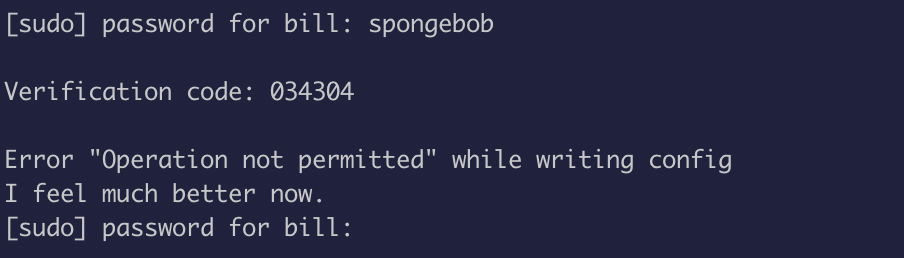 [sudo] password for bill: spongebob
Verification code: 034304
Error "Operation not permitted" while writing config
I feel much better now.
[sudo] password for bill: